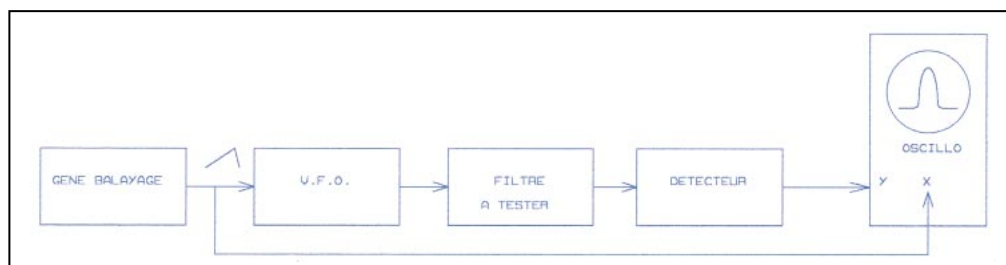 GENE BALAYAGE
V.F.O.
FILTRE
A TESTER
DETECTEUR
OSCILLO
Y X